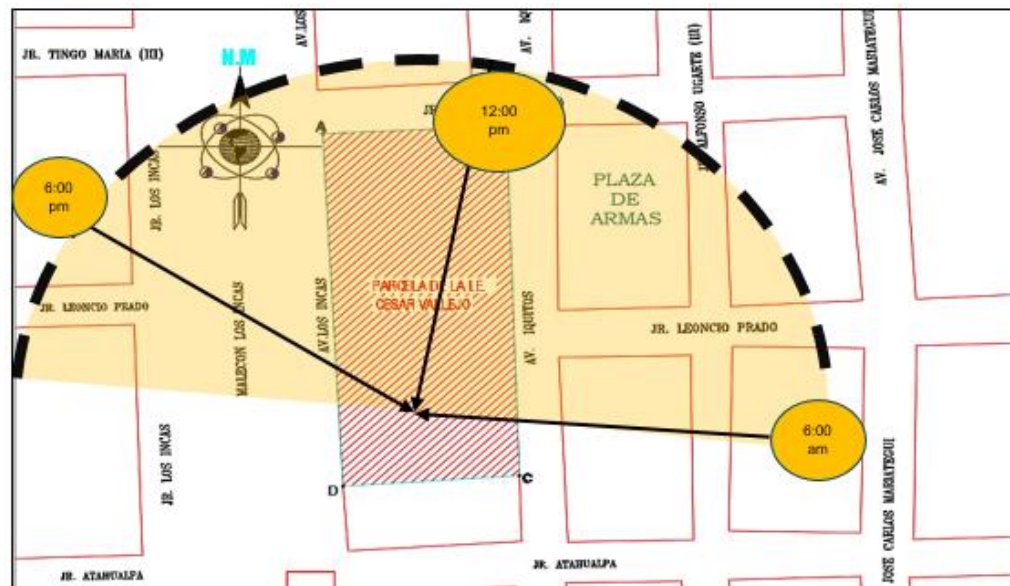 AV.LOS
AV. IQ
JR. TINGO MARIA (III)
N.M
12:00
pm
JR.
ALFONSO UGARTE (III)
AV. JOSE CARLOS MARIATEGUI
A
6:00
pm
JR. LOS INCAS
PLAZA
DE
ARMAS
PARCELA DE LA I.E.
CESAR VALLEJO
AV.LOS INCAS
MALECON LOS INCAS
AV. IQUITOS
JR. LEONCIO PRADO
JR. LEONCIO PRADO
6:00
am
JR. LOS INCAS
D
C
JOSE CARLOS MARIATEGUI
JR. ATAHUALPA
JR. ATAHUALPA